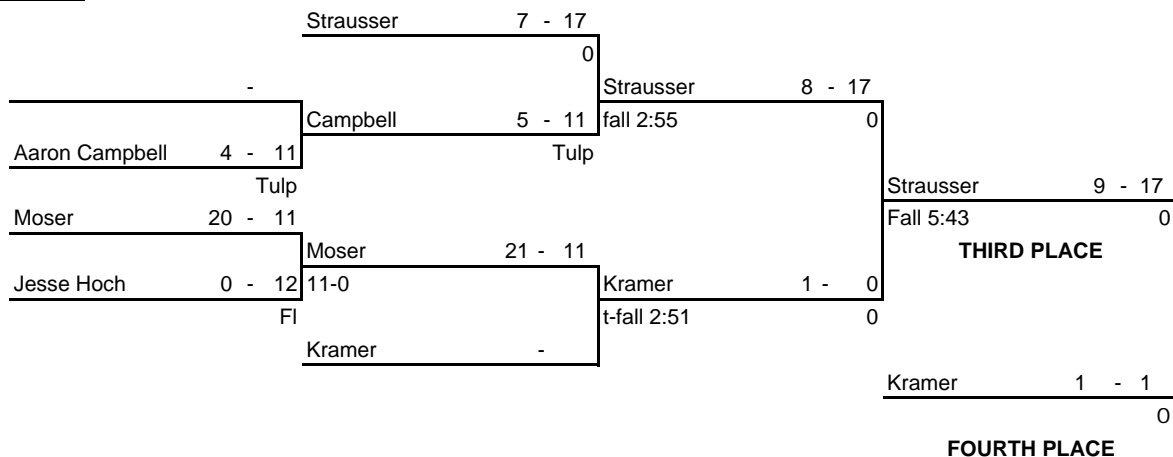 Strausser 7 - 17
0
- Strausser 8 - 17
Campbell 5 - 11 fall 2:55 0
Aaron Campbell 4 - 11 Tulp
Tulp Strausser 9 - 17
Moser 20 - 11 Fall 5:43 0
Moser 21 - 11 THIRD PLACE
Jesse Hoch 0 - 12 11-0 Kramer 1 - 0
Fl t-fall 2:51 0
Kramer -
Kramer 1 - 1
0
FOURTH PLACE